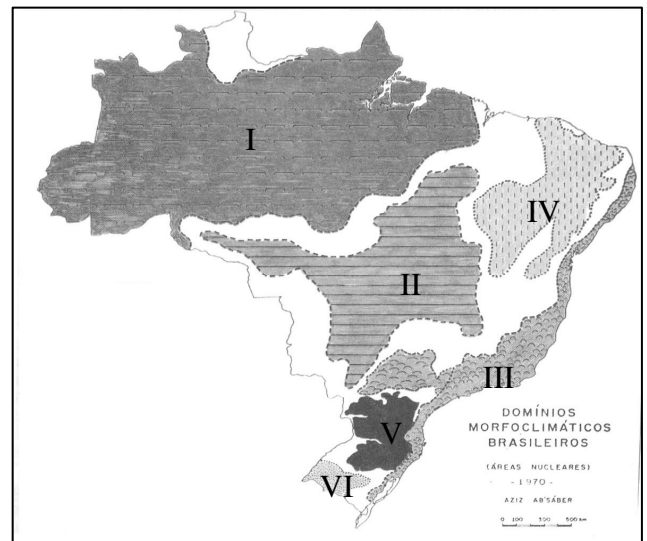 I
IV
II
III
DOMÍNIOS
MORFOCLIMÁTICOS
BRASILEIROS
V
(ÁREAS NUCLEARES)
- 1970 -
VI
AZIZ AB'SÁBER
0 100 300 500 km